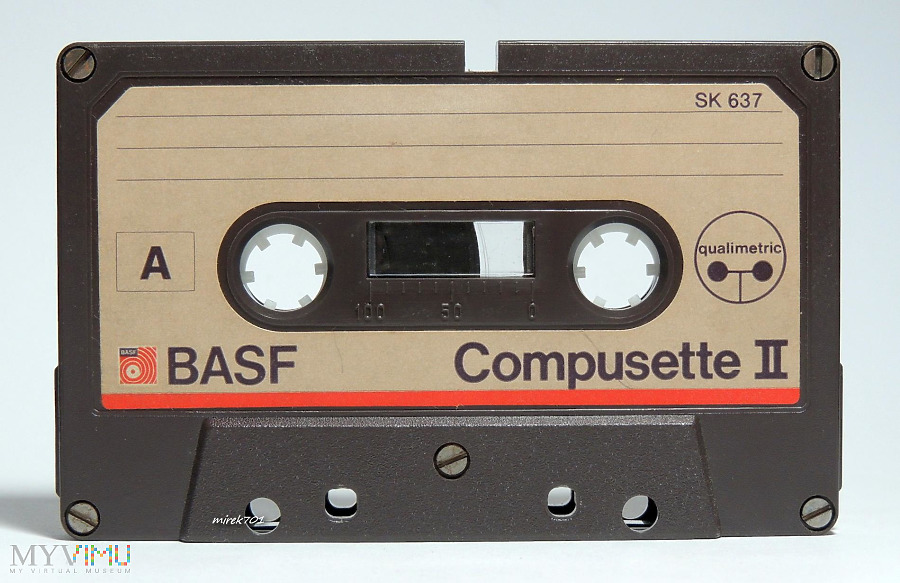 SK 637
qualimetric
A
100 50 0
BASF
BASF Compusette II
mirek701
MYVIMU
MY VIRTUAL MUSEUM